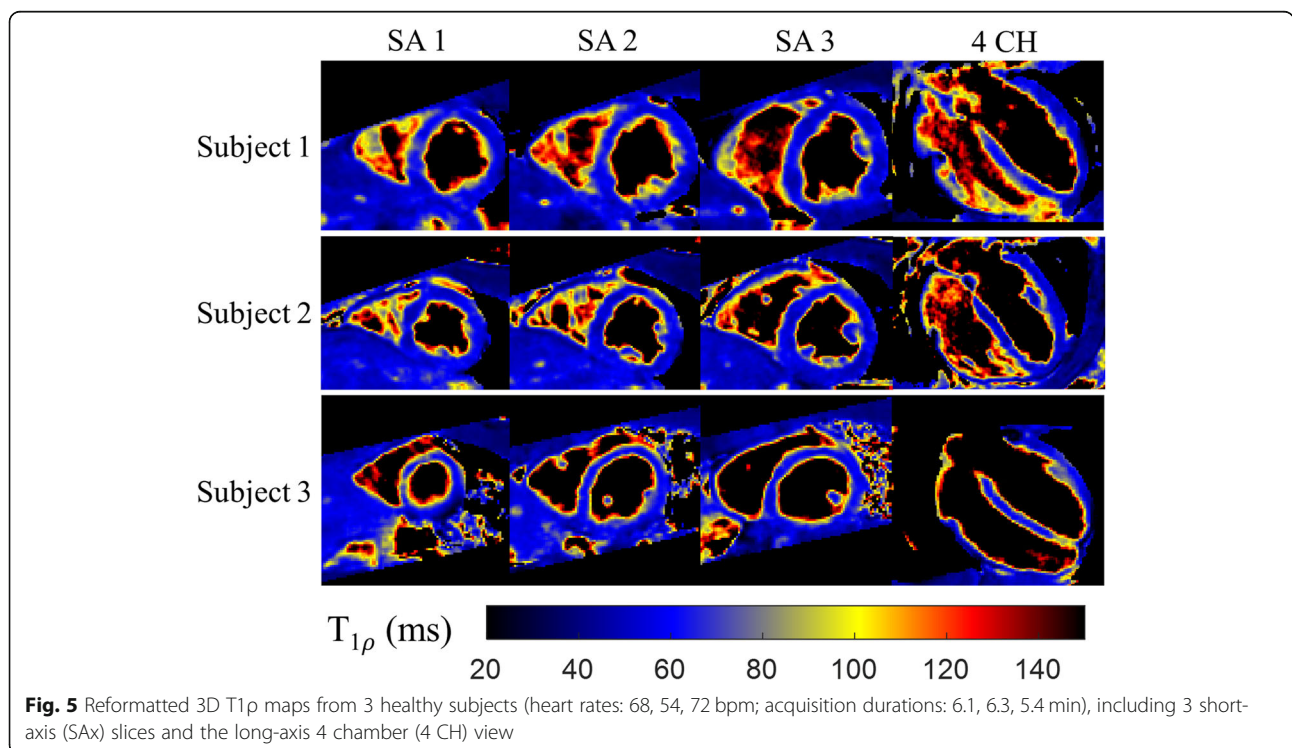 SA 1 SA 2 SA 3 4 CH
Subject 1
Subject 2
Subject 3
T1ρ (ms)
20 40 60 80 100 120 140
Fig. 5 Reformatted 3D T1ρ maps from 3 healthy subjects (heart rates: 68, 54, 72 bpm; acquisition durations: 6.1, 6.3, 5.4 min), including 3 short-
axis (SAx) slices and the long-axis 4 chamber (4 CH) view